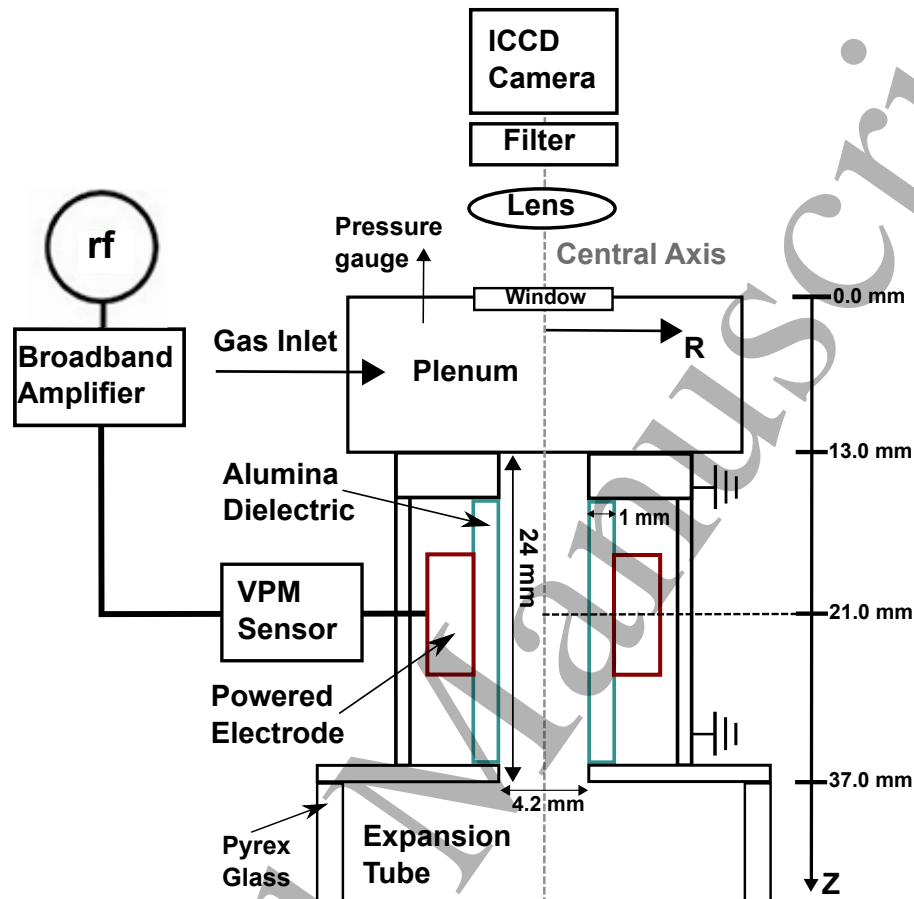 ICCD
Camera
Filter
Lens
Pressure
gauge
Central Axis
rf
Window
0.0 mm
Broadband
Amplifier
Gas Inlet
R
Plenum
13.0 mm
Alumina
Dielectric
1 mm
24 mm
VPM
Sensor
21.0 mm
Powered
Electrode
37.0 mm
4.2 mm
Pyrex
Glass
Expansion
Tube
Z
Manuscri